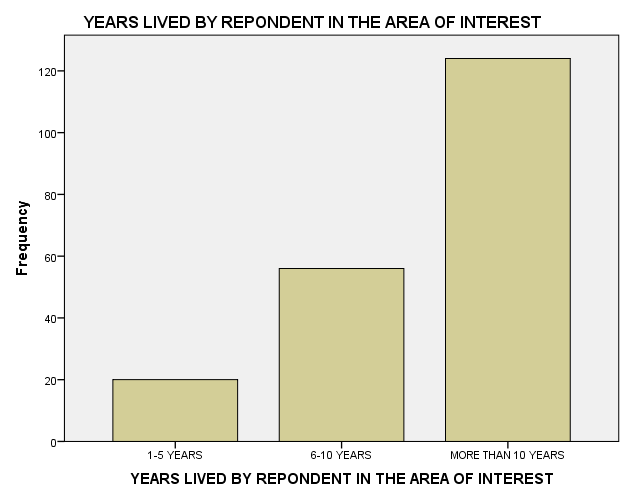 YEARS LIVED BY REPONDENT IN THE AREA OF INTEREST
120
100
80
60
40
20
0
Frequency
1-5 YEARS
6-10 YEARS
MORE THAN 10 YEARS
YEARS LIVED BY REPONDENT IN THE AREA OF INTEREST